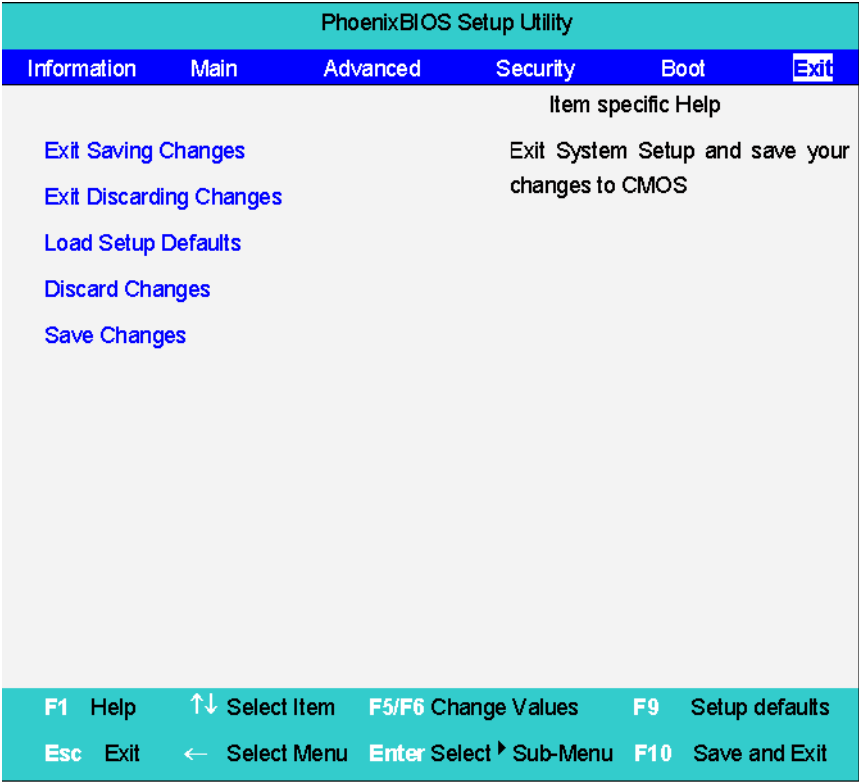 PhoenixBIOS Setup Utility
Information Main Advanced Security Boot Exit
Item specific Help
Exit Saving Changes
Exit Discarding Changes
Load Setup Defaults
Discard Changes
Save Changes
Exit System Setup and save your
changes to CMOS
F1 Help ↑↓ Select Item F5/F6 Change Values F9 Setup defaults
Esc Exit ← Select Menu Enter Select ▸ Sub-Menu F10 Save and Exit